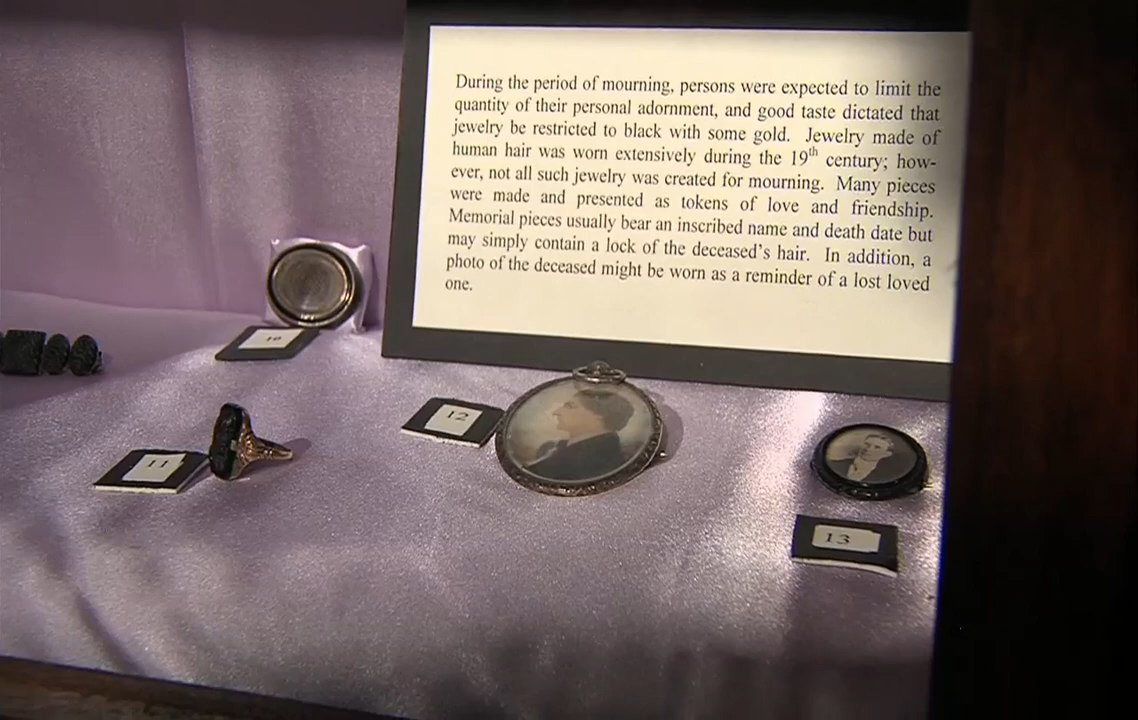 During the period of mourning, persons were expected to limit the
quantity of their personal adornment, and good taste dictated that
jewelry be restricted to black with some gold. Jewelry made of
human hair was worn extensively during the 19th century; how-
ever, not all such jewelry was created for mourning. Many pieces
were made and presented as tokens of love and friendship.
Memorial pieces usually bear an inscribed name and death date but
may simply contain a lock of the deceased's hair. In addition, a
photo of the deceased might be worn as a reminder of a lost loved
one.
10
12
11
13